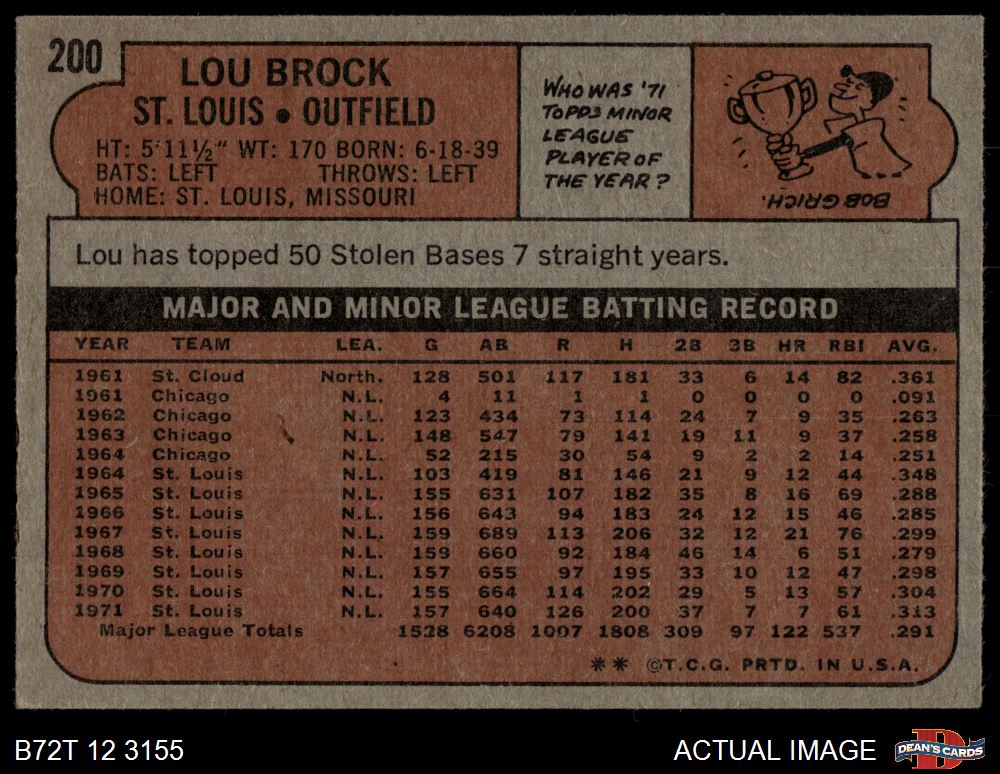 200
LOU BROCK
ST. LOUIS • OUTFIELD
HT: 5'11½" WT: 170 BORN: 6-18-39
BATS: LEFT THROWS: LEFT
HOME: ST. LOUIS, MISSOURI
WHO WAS '71
TOPPS MINOR
LEAGUE
PLAYER OF
THE YEAR?
BOB GRICH.
Lou has topped 50 Stolen Bases 7 straight years.
MAJOR AND MINOR LEAGUE BATTING RECORD
YEAR TEAM LEA. G AB R H 2B 3B HR RBI AVG.
1961 St. Cloud North. 128 501 117 181 33 6 14 82 .361
1961 Chicago N.L. 4 11 1 1 0 0 0 0 .091
1962 Chicago N.L. 123 434 73 114 24 7 9 35 .263
1963 Chicago N.L. 148 547 79 141 19 11 9 37 .258
1964 Chicago N.L. 52 215 30 54 9 2 2 14 .251
1964 St. Louis N.L. 103 419 81 146 21 9 12 44 .348
1965 St. Louis N.L. 155 631 107 182 35 8 16 69 .288
1966 St. Louis N.L. 156 643 94 183 24 12 15 46 .285
1967 St. Louis N.L. 159 689 113 206 32 12 21 76 .299
1968 St. Louis N.L. 159 660 92 184 46 14 6 51 .279
1969 St. Louis N.L. 157 655 97 195 33 10 12 47 .298
1970 St. Louis N.L. 155 664 114 202 29 5 13 57 .304
1971 St. Louis N.L. 157 640 126 200 37 7 7 61 .313
Major League Totals 1528 6208 1007 1808 309 97 122 537 .291
** ©T.C.G. PRTD. IN U.S.A.
B72T 12 3155
ACTUAL IMAGE
DEAN'S CARDS